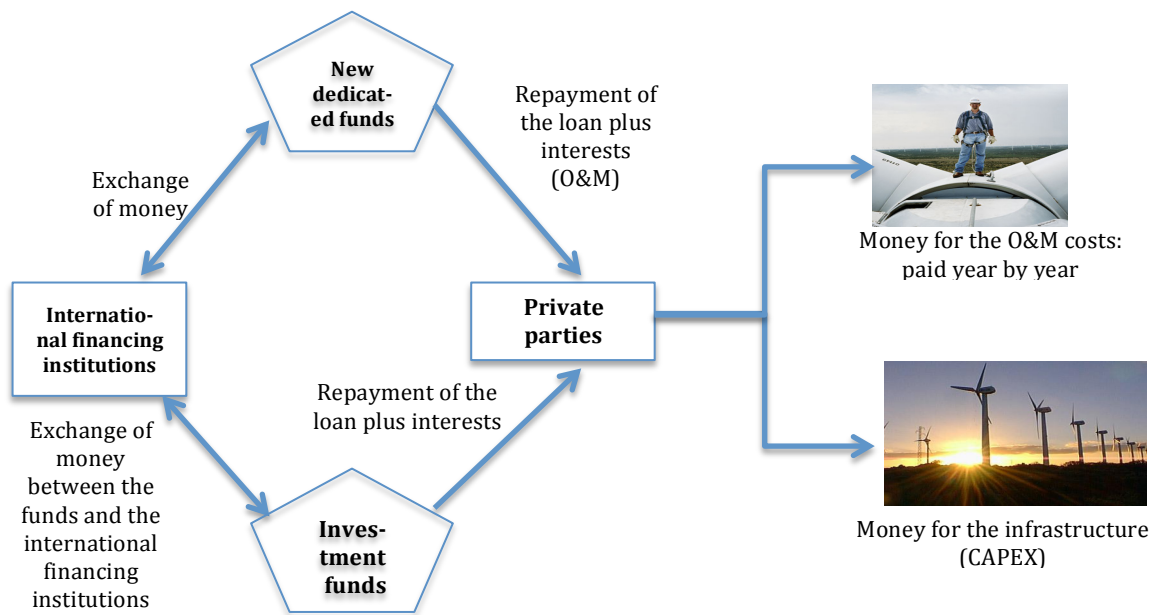 New
dedicat-
ed funds
Repayment of
the loan plus
interests
(O&M)
Exchange
of money
Money for the O&M costs:
paid year by year
Internatio-
nal financing
institutions
Private
parties
Repayment of the
loan plus interests
Exchange of
money
between the
funds and the
international
financing
institutions
Inves-
tment
funds
Money for the infrastructure
(CAPEX)